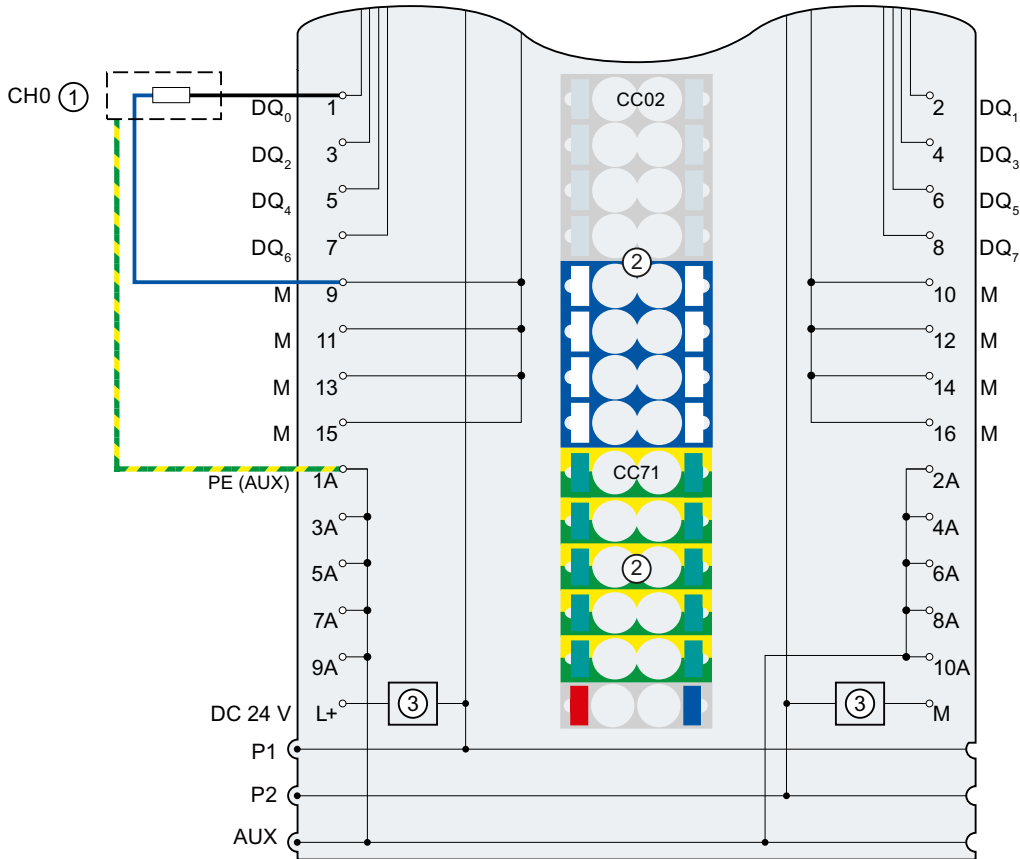 CC02
CH0 ①
DQ₀ 1
2 DQ₁
DQ₂ 3
4 DQ₃
DQ₄ 5
6 DQ₅
DQ₆ 7
8 DQ₇
②
M 9
10 M
M 11
12 M
M 13
14 M
M 15
16 M
PE (AUX) 1A
CC71
2A
3A
4A
5A
②
6A
7A
8A
9A
10A
DC 24 V L+
③
③
M
P1
P2
AUX